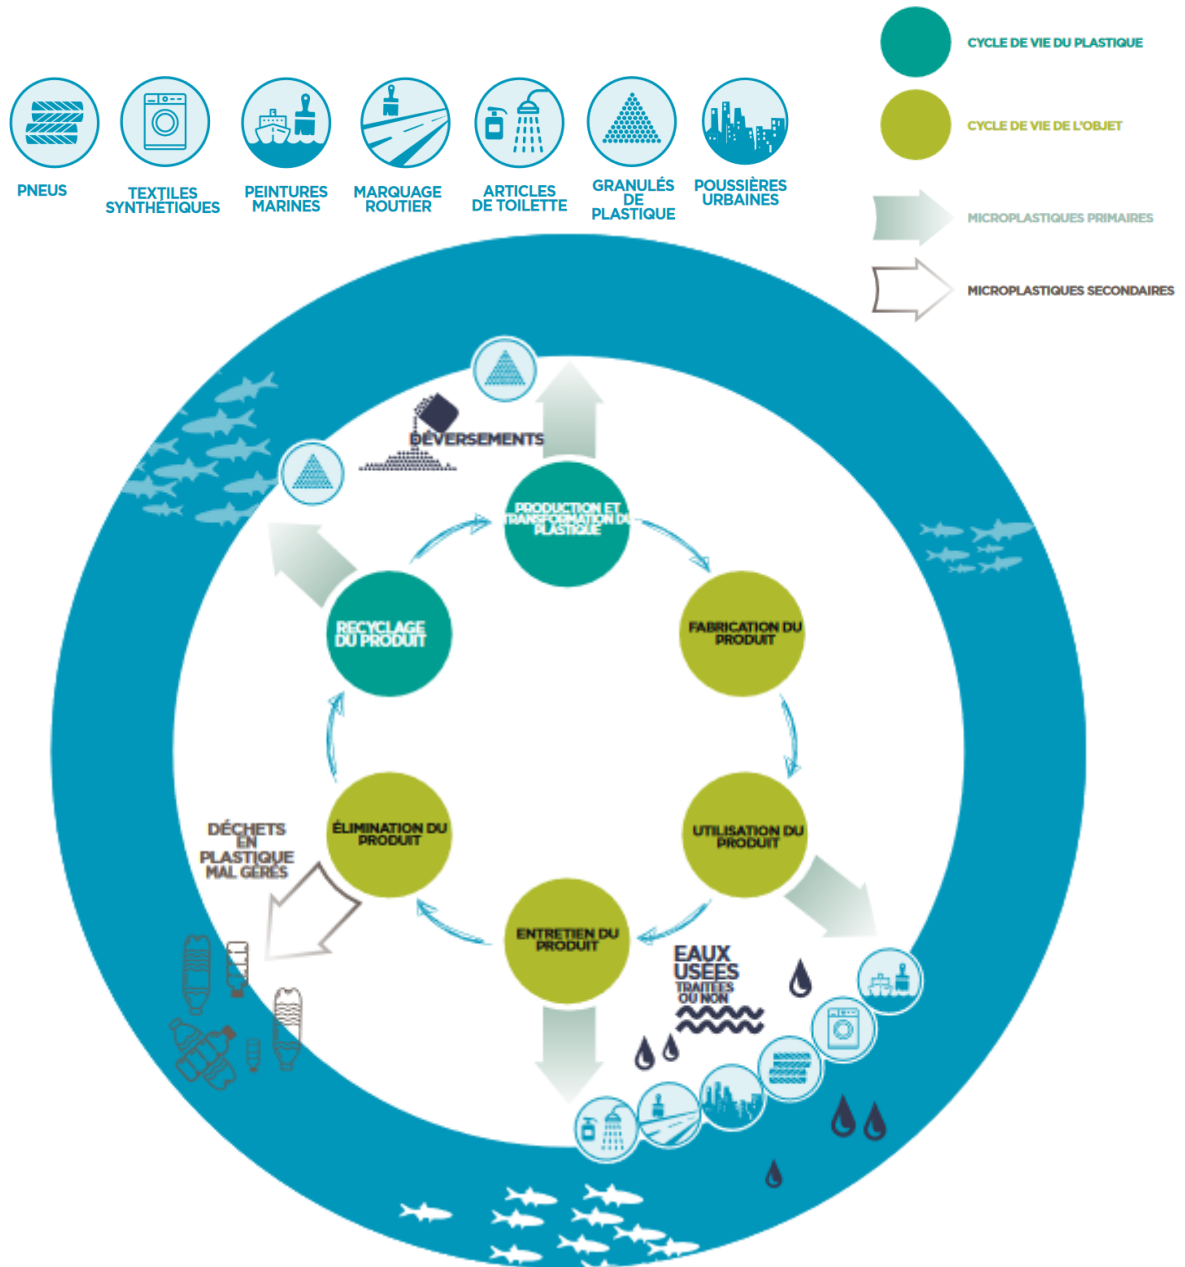 CYCLE DE VIE DU PLASTIQUE
CYCLE DE VIE DE L'OBJET
MICROPLASTIQUES PRIMAIRES
MICROPLASTIQUES SECONDAIRES
PNEUS
TEXTILES
SYNTHÉTIQUES
PEINTURES
MARINES
MARQUAGE
ROUTIER
ARTICLES
DE TOILETTE
GRANULÉS
DE
PLASTIQUE
POUSSIÈRES
URBAINES
DÉVERSEMENTS
PRODUCTION ET
TRANSFORMATION DU
PLASTIQUE
FABRICATION DU
PRODUIT
UTILISATION DU
PRODUIT
ENTRETIEN DU
PRODUIT
ÉLIMINATION DU
PRODUIT
RECYCLAGE
DU PRODUIT
DÉCHETS
EN
PLASTIQUE
MAL GÉRÉS
EAUX
USÉES
TRAITÉES
OU NON